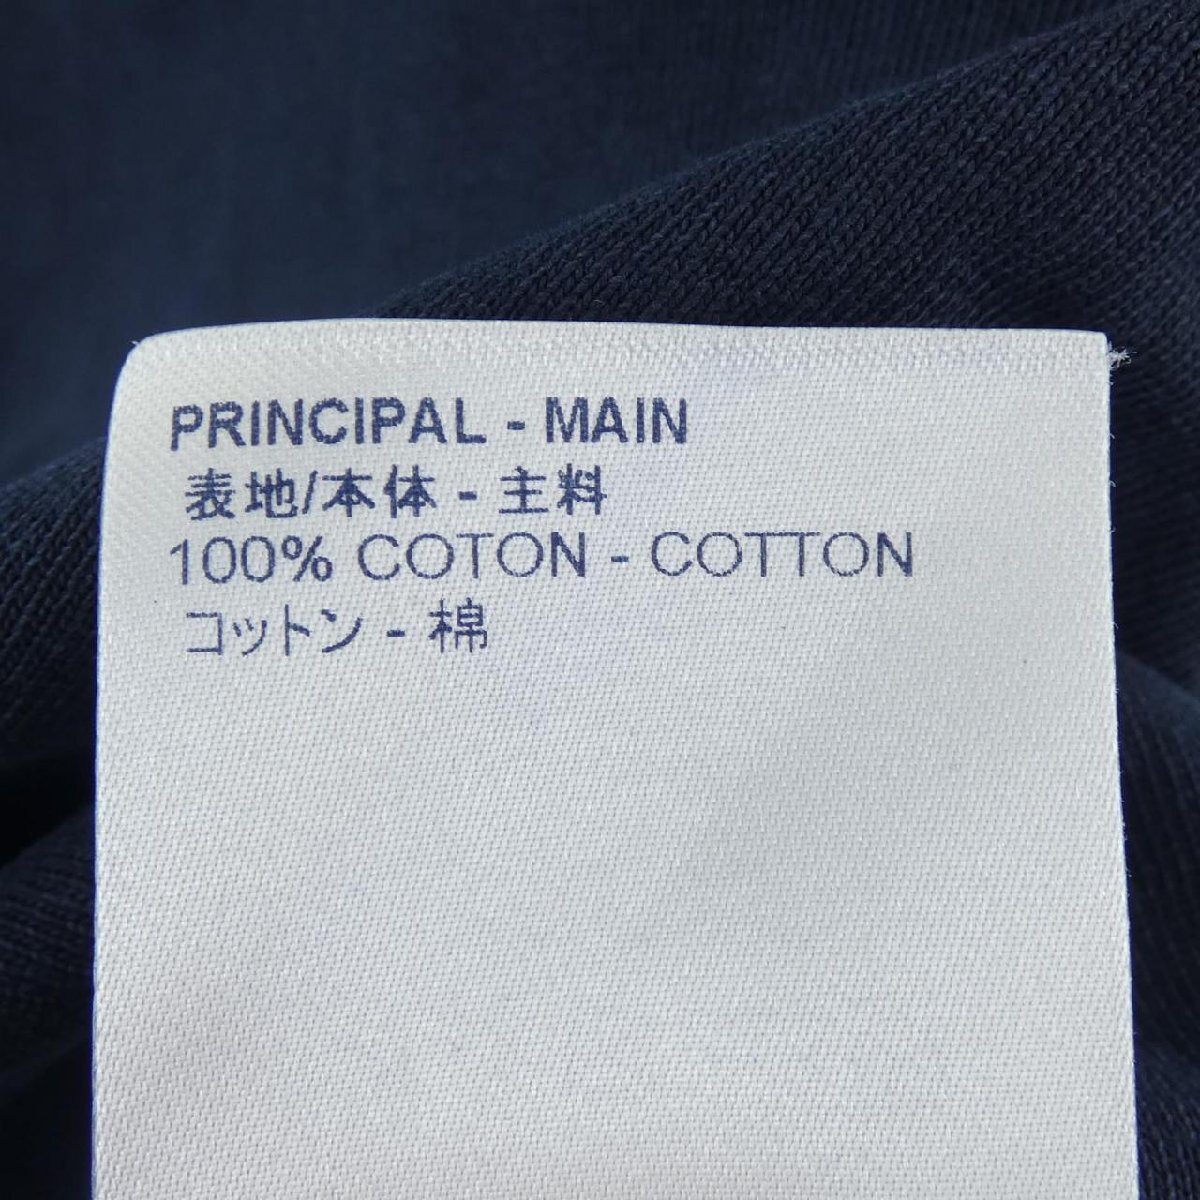 PRINCIPAL - MAIN
表地/本体 - 主料
100% COTON - COTTON
コットン - 棉